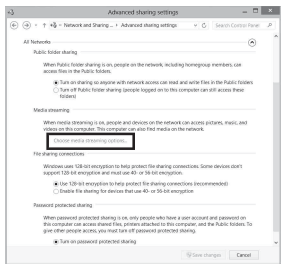 Advanced sharing settings
« Network and Sharing ... › Advanced sharing settings
Search Control Panel
All Networks
Public folder sharing
When Public folder sharing is on, people on the network, including homegroup members, can
access files in the Public folders.
Turn on sharing so anyone with network access can read and write files in the Public folders
Turn off Public folder sharing (people logged on to this computer can still access these
folders)
Media streaming
When media streaming is on, people and devices on the network can access pictures, music, and
videos on this computer. This computer can also find media on the network.
Choose media streaming options...
File sharing connections
Windows uses 128-bit encryption to help protect file sharing connections. Some devices don't
support 128-bit encryption and must use 40- or 56-bit encryption.
Use 128-bit encryption to help protect file sharing connections (recommended)
Enable file sharing for devices that use 40- or 56-bit encryption
Password protected sharing
When password protected sharing is on, only people who have a user account and password on
this computer can access shared files, printers attached to this computer, and the Public folders. To
give other people access, you must turn off password protected sharing.
Turn on password protected sharing
Save changes
Cancel